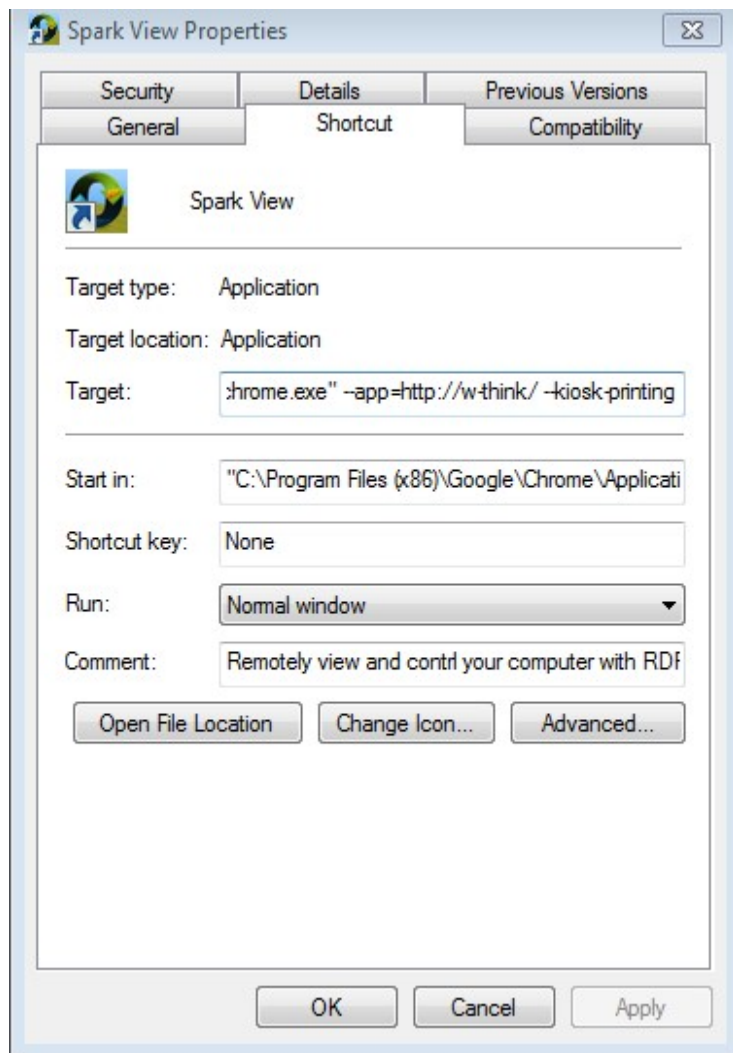 Spark View Properties
Security Details Previous Versions
General Shortcut Compatibility
Spark View
Target type: Application
Target location: Application
Target: :hrome.exe" --app=http://w-think/ --kiosk-printing
Start in: "C:\Program Files (x86)\Google\Chrome\Applicati
Shortcut key: None
Run: Normal window
Comment: Remotely view and contrl your computer with RDF
Open File Location Change Icon... Advanced...
OK Cancel Apply